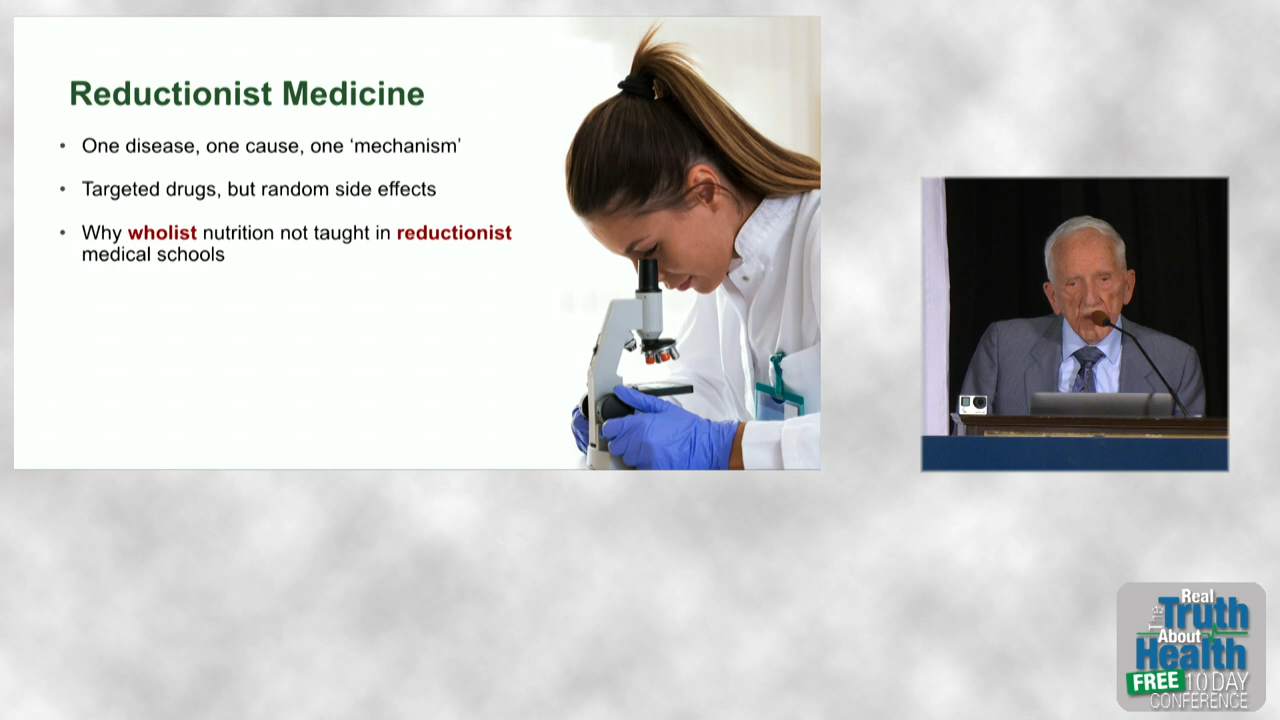 Reductionist Medicine
• One disease, one cause, one ‘mechanism’
• Targeted drugs, but random side effects
• Why wholist nutrition not taught in reductionist
medical schools
The Real
Truth
About
Health
FREE 10 DAY
CONFERENCE